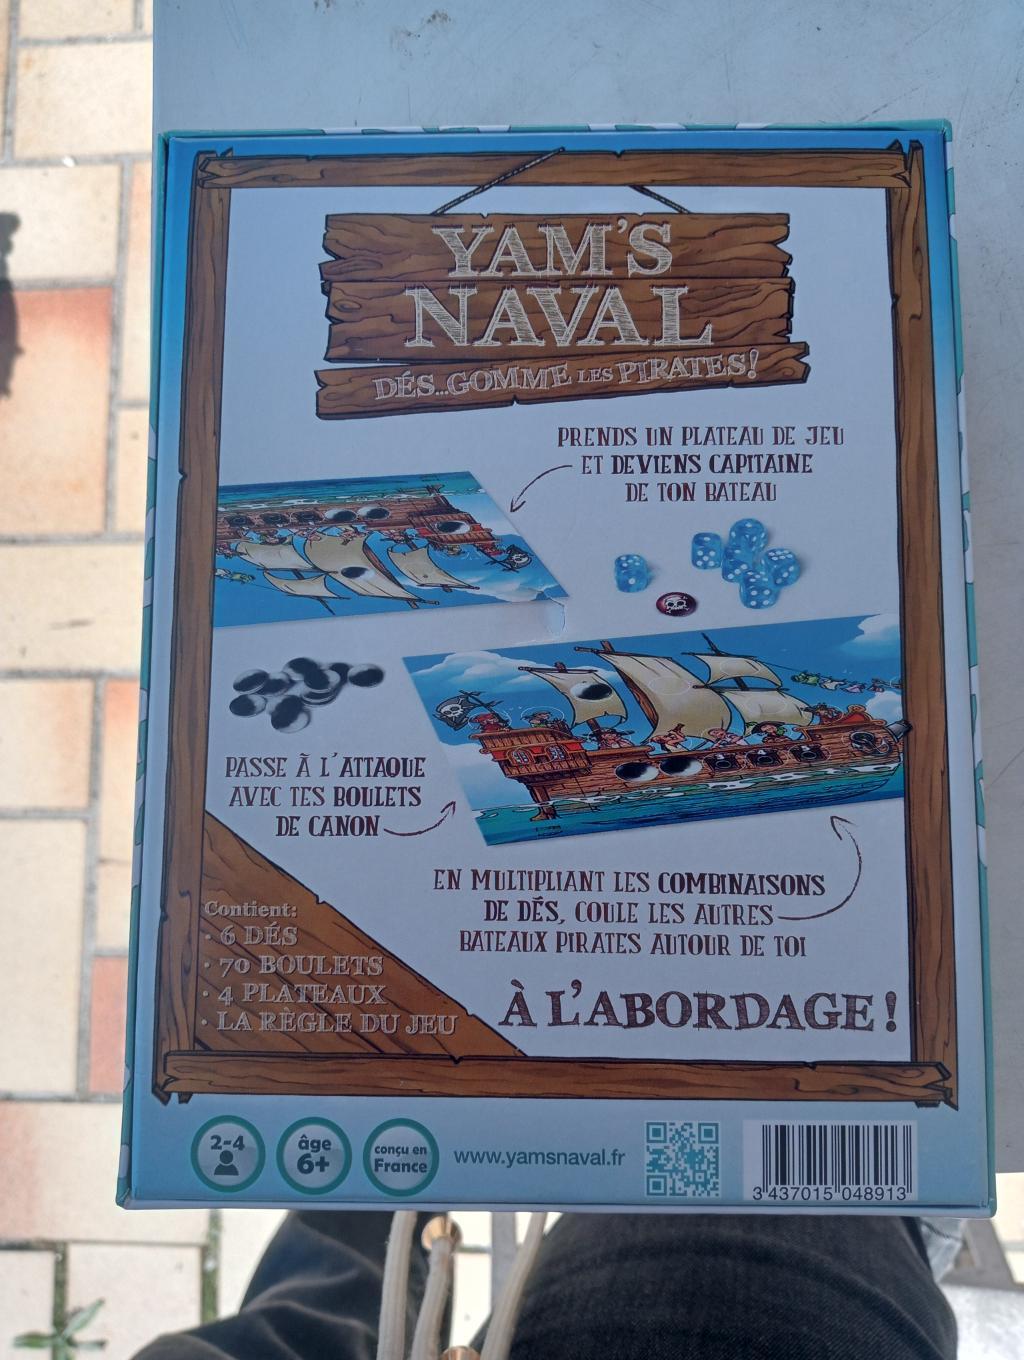 YAM'S
NAVAL
DÉS...GOMME LES PIRATES!
PRENDS UN PLATEAU DE JEU
ET DEVIENS CAPITAINE
DE TON BATEAU
PASSE À L'ATTAQUE
AVEC TES BOULETS
DE CANON
EN MULTIPLIANT LES COMBINAISONS
DE DÉS, COULE LES AUTRES
BATEAUX PIRATES AUTOUR DE TOI
À L'ABORDAGE!
Contient:
· 6 DÉS
· 70 BOULETS
· 4 PLATEAUX
· LA RÈGLE DU JEU
2-4
âge
6+
conçu en
France
www.yamsnaval.fr
3 437015 048913